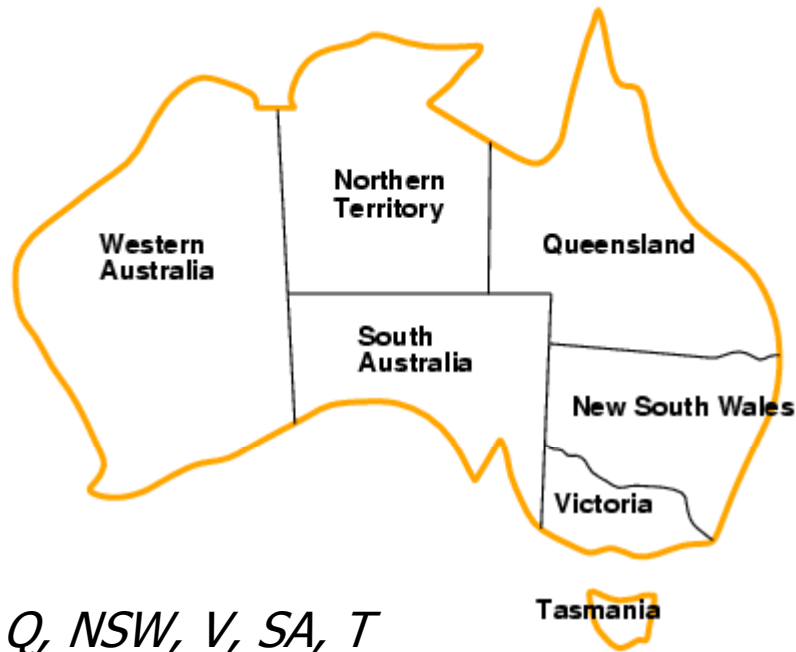 Northern
Territory
Western
Australia
Queensland
South
Australia
New South Wales
Victoria
Tasmania
Q, NSW, V, SA, T